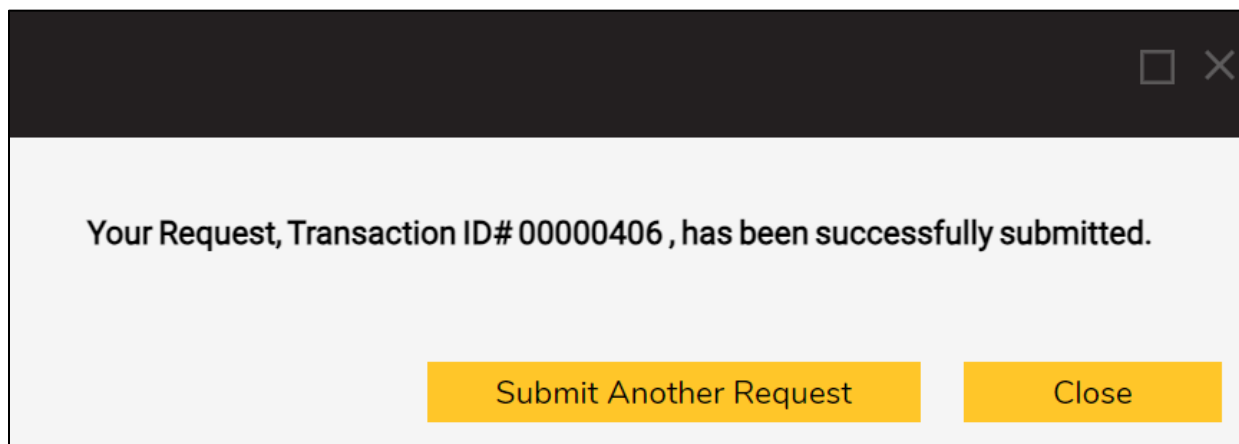 Your Request, Transaction ID# 00000406 , has been successfully submitted.
Submit Another Request
Close